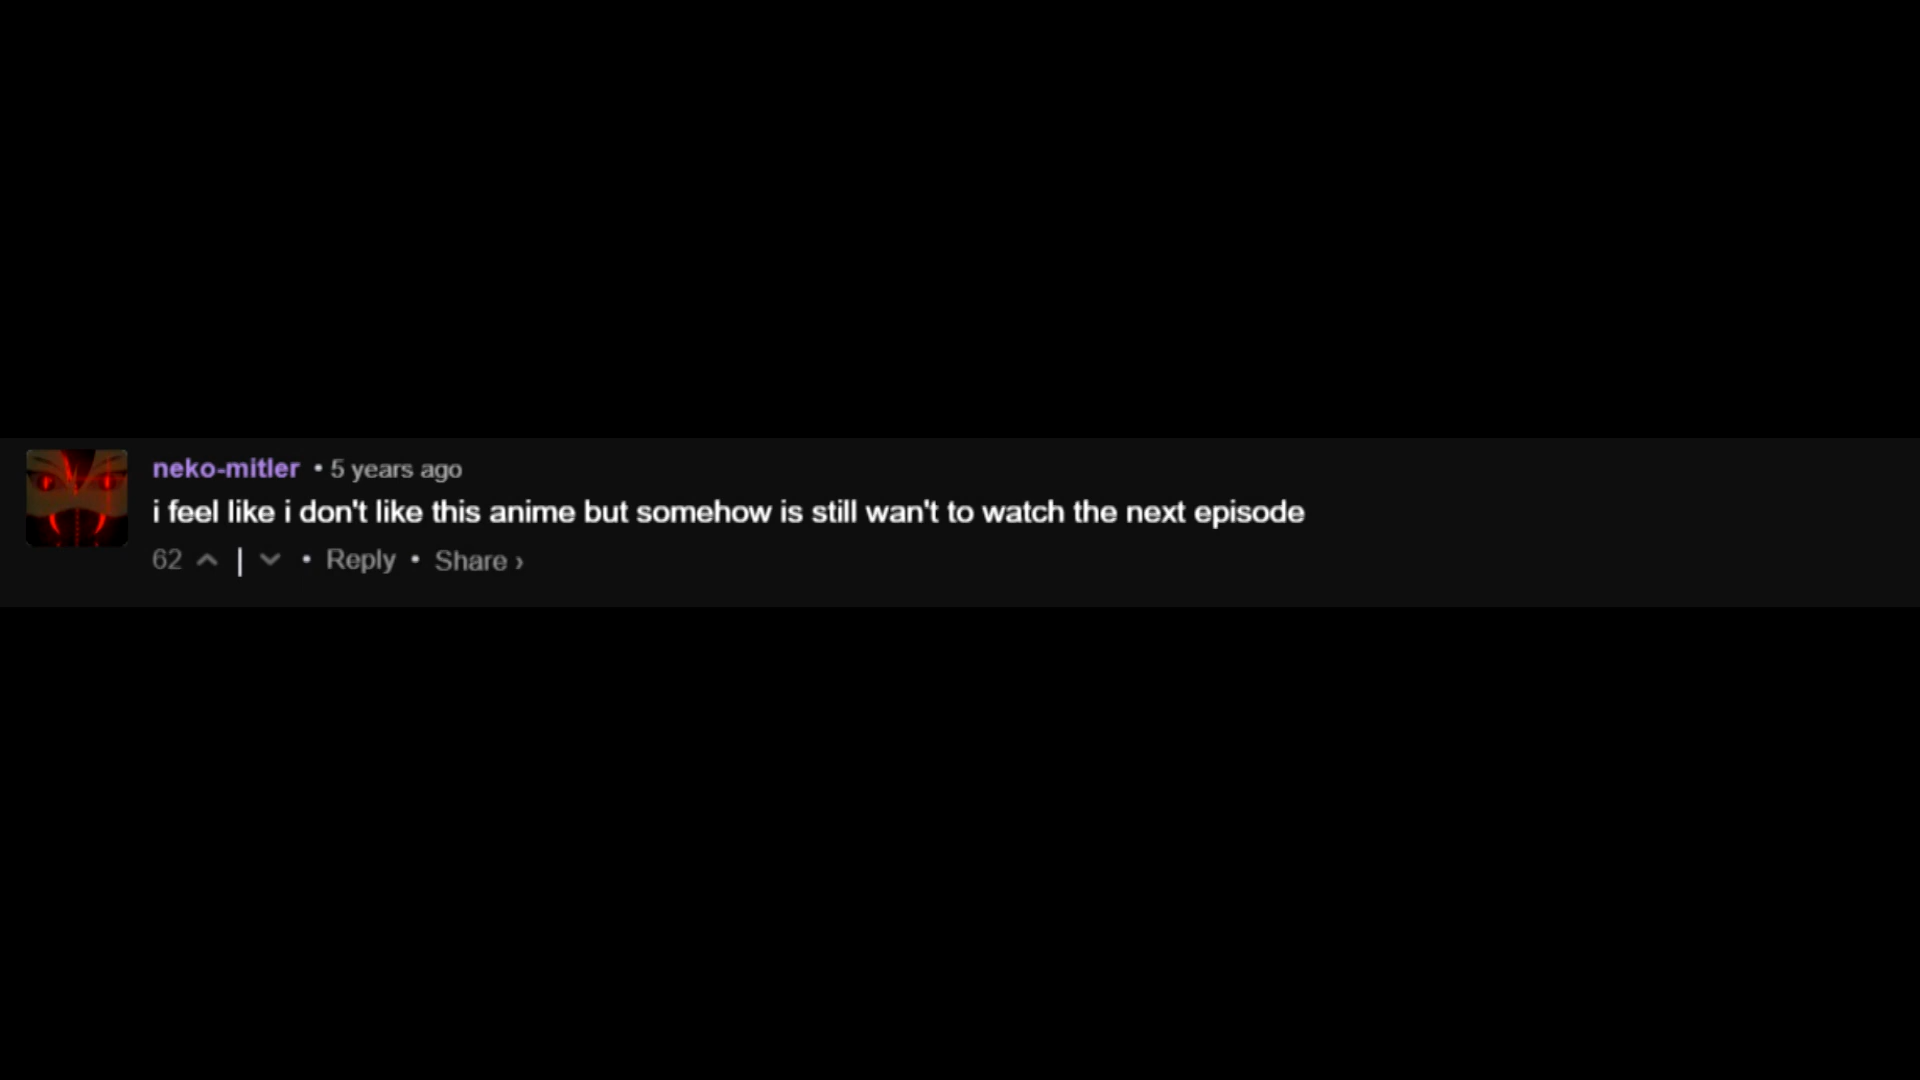 neko-mitler • 5 years ago
i feel like i don't like this anime but somehow is still wan't to watch the next episode
62 | • Reply • Share ›